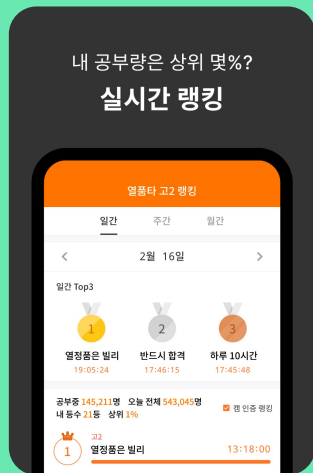 내 공부량은 상위 몇%?
실시간 랭킹
열품타 고2 랭킹
일간 주간 월간
< 2월 16일 >
일간 Top3
1 2 3
열정품은 빌리 반드시 합격 하루 10시간
19:05:24 17:46:15 17:45:48
공부중 145,211명 오늘 전체 543,045명
내 등수 21등 상위 1%
캠 인증 랭킹
고2
1 열정품은 빌리 13:18:00